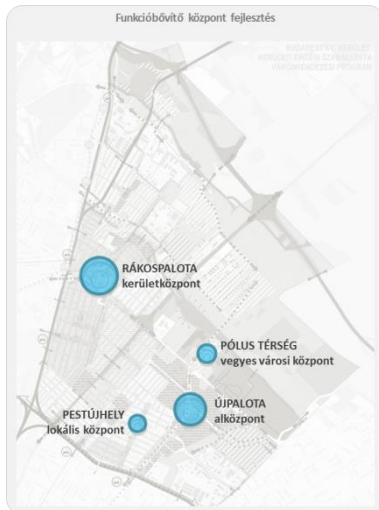 Funkcióbővítő központ fejlesztés
RÁKOSPALOTA
kerületközpont
PÓLUS TÉRSÉG
vegyes városi központ
ÚJPALOTA
alközpont
PESTÚJHELY
lokális központ